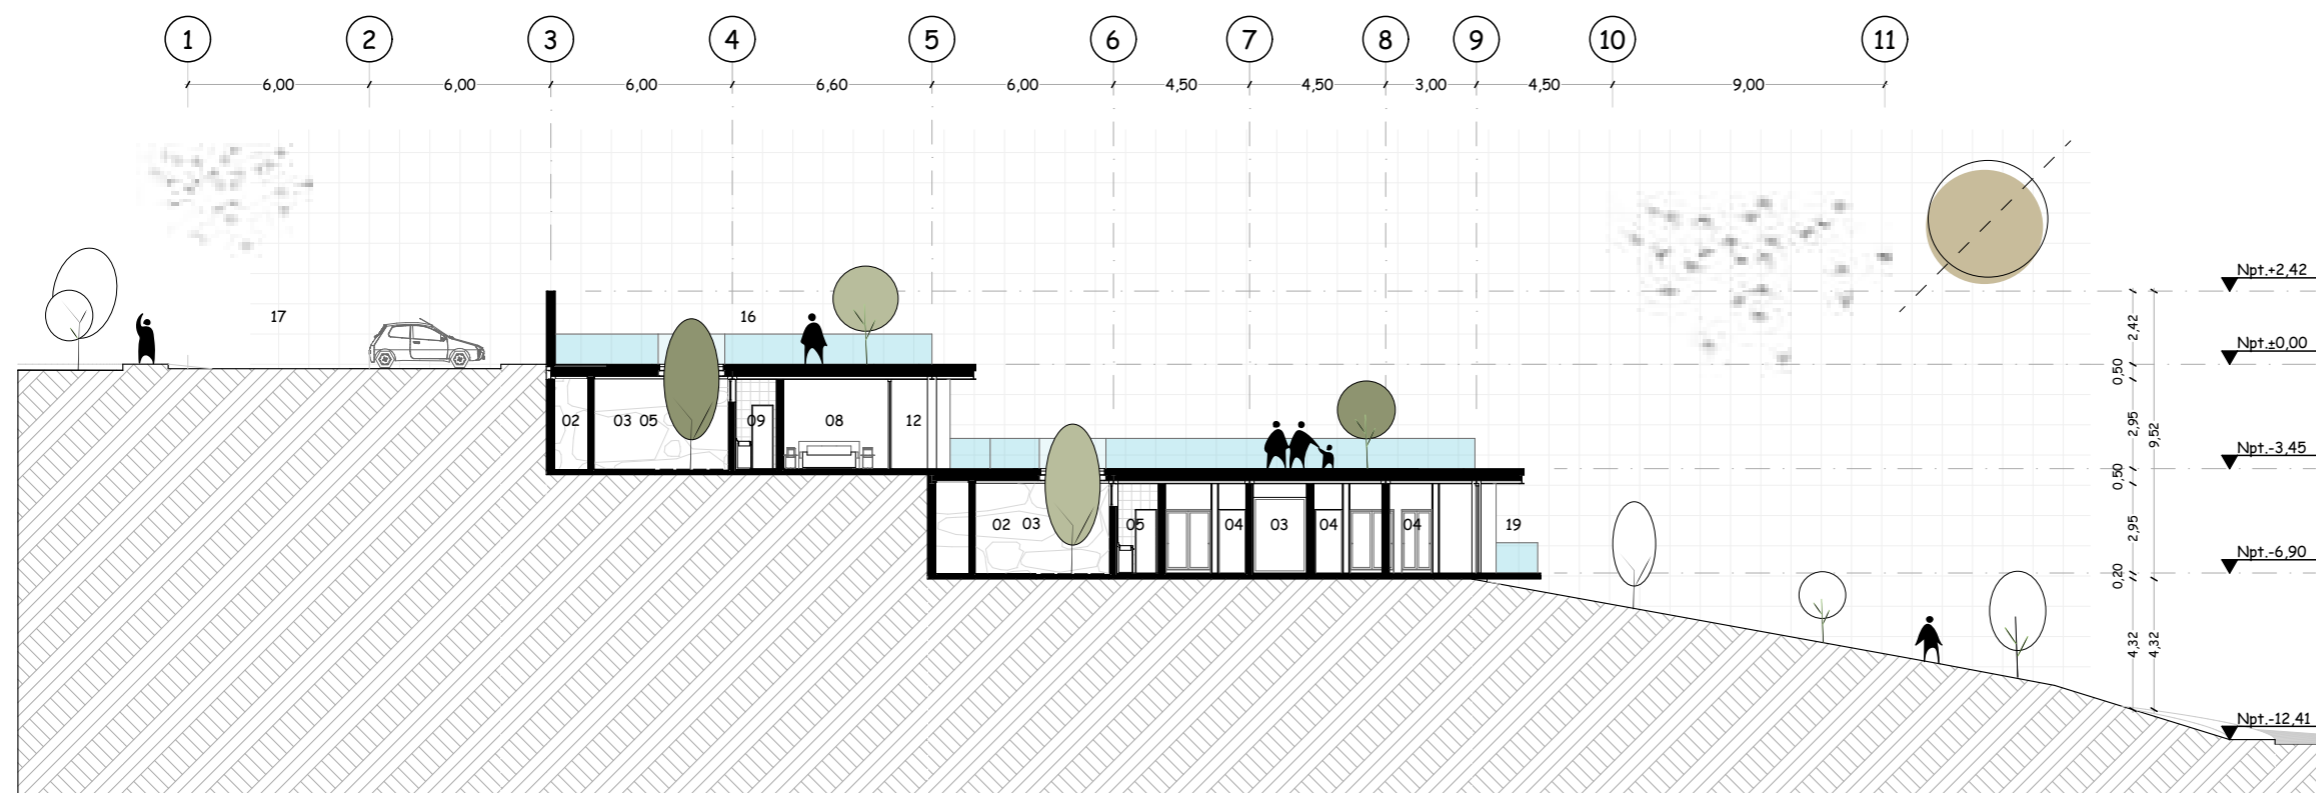 1 2 3 4 5 6 7 8 9 10 11
6,00 6,00 6,00 6,60 6,00 4,50 4,50 3,00 4,50 9,00
Npt.+2,42
17 16
2,42
Npt.±0,00
0,50
02 03 05 09 08 12
2,95
9,52
Npt.-3,45
0,50
02 03 05 04 03 04 04 19
2,95
Npt.-6,90
0,20
4,32
4,32
Npt.-12,41